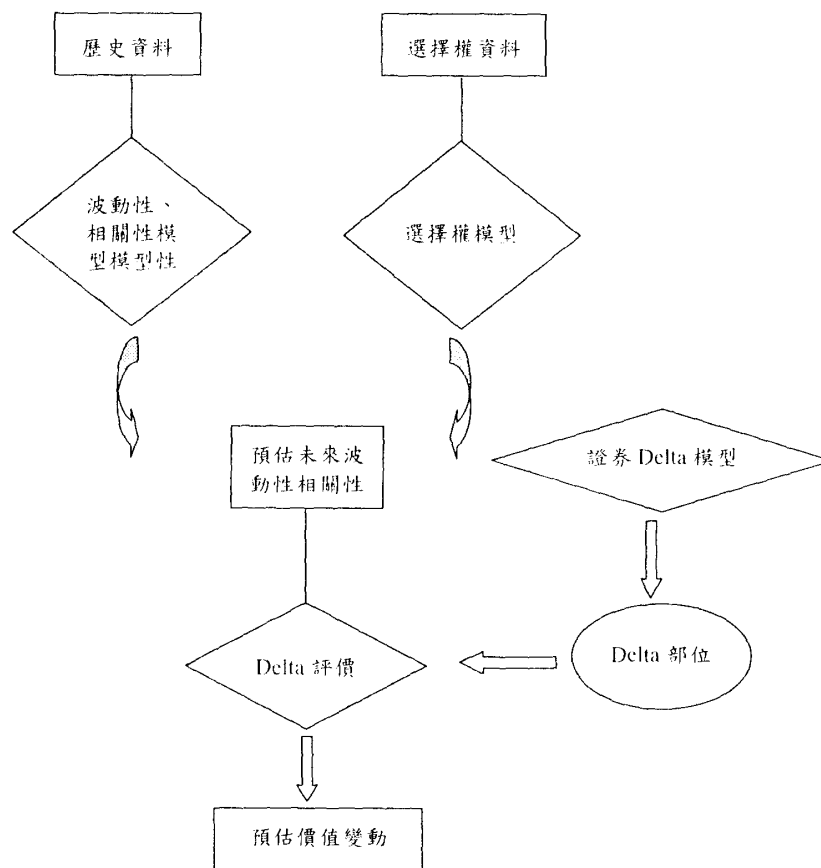 歷史資料
選擇權資料
波動性、
相關性模
型模型性
選擇權模型
預估未來波
動性相關性
證券 Delta 模型
Delta 部位
Delta 評價
預估價值變動